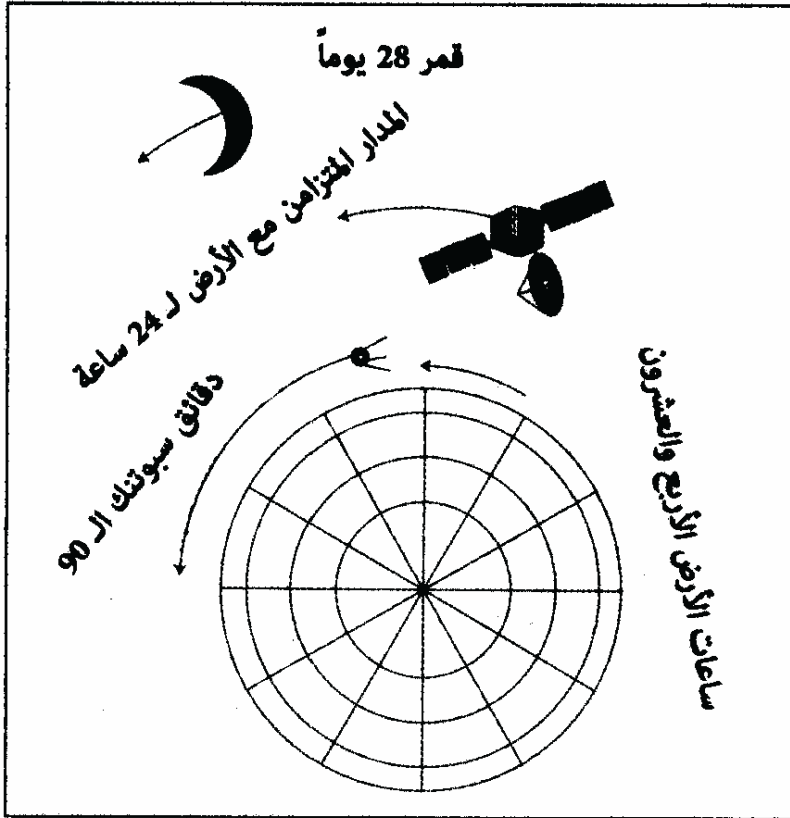 قمر 28 يوماً
المدار المتزامن مع الأرض لـ 24 ساعة
دقائق سبوتنك الـ 90
ساعات الأرض الأربع والعشرون